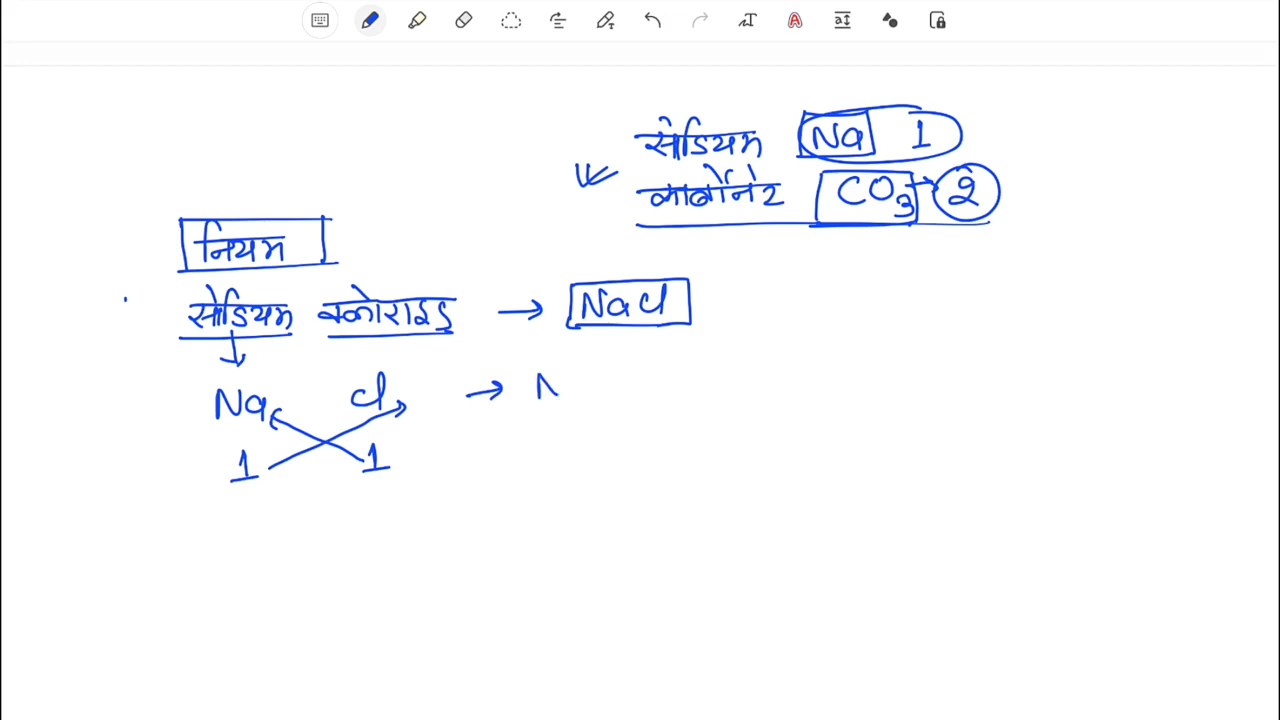 सोडियम Na 1
कार्बोनेट CO₃ → 2
नियम
सोडियम क्लोराइड → NaCl
Na Cl → N
1 1